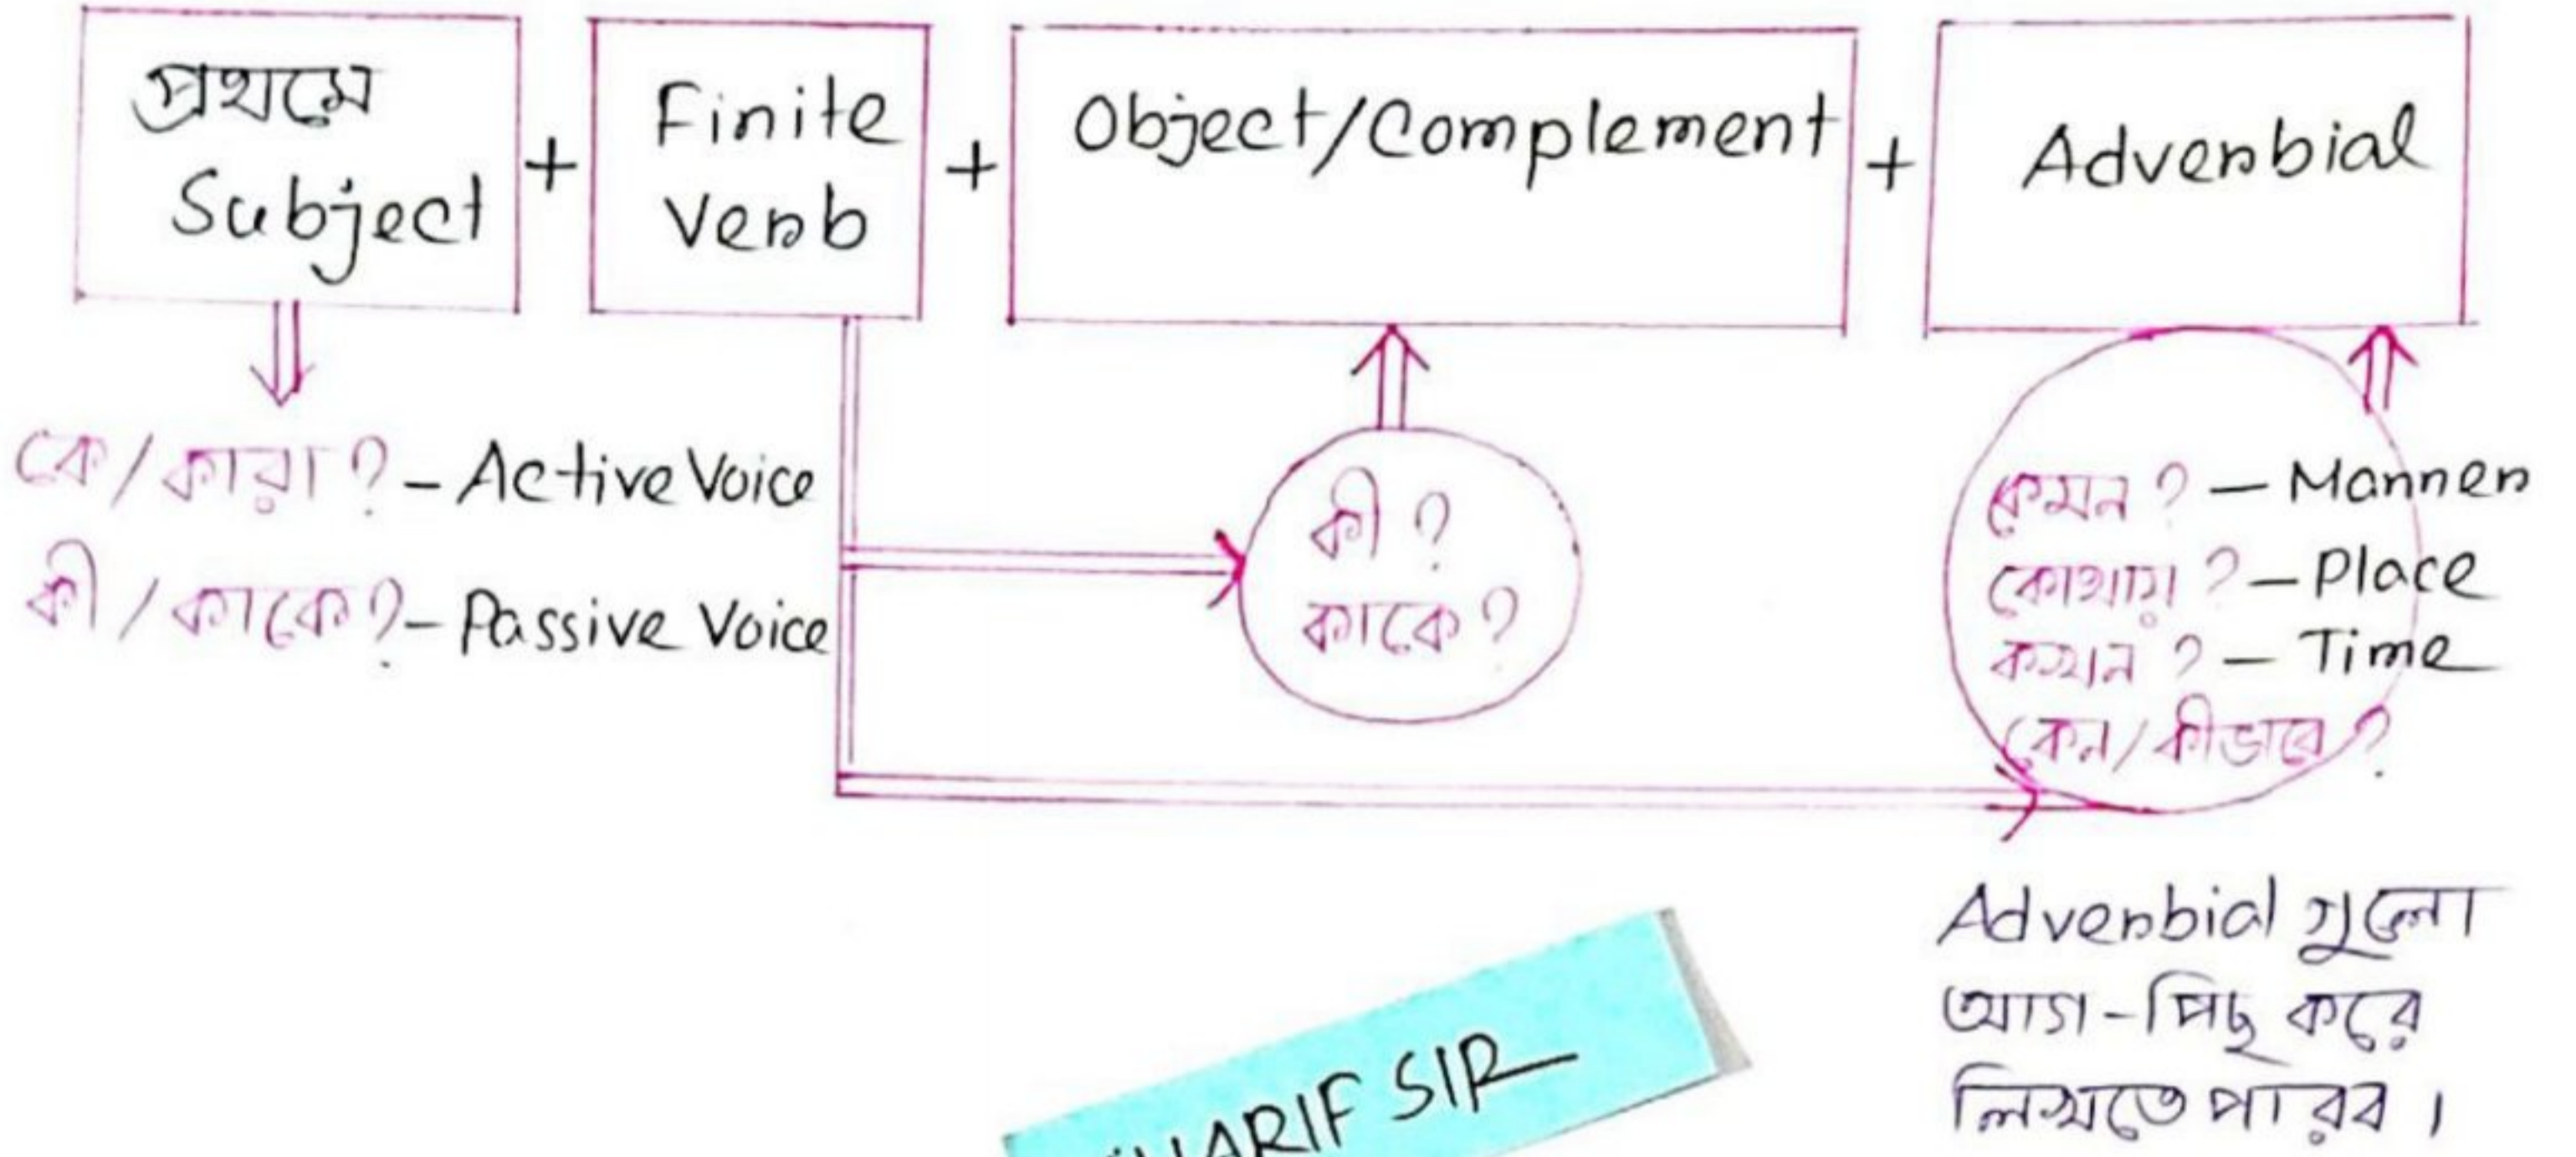 প্রথমে
Subject
+
Finite
Verb
+
Object/Complement
+
Adverbial
কে/কারা? - Active Voice
কী/কাকে? - Passive Voice
কী?
কাকে?
কেমন? - Manner
কোথায়? - Place
কখন? - Time
কেন/কীভাবে?
Adverbial গুলো
আগ-পিছ করে
লিখতে পারব।
SIR